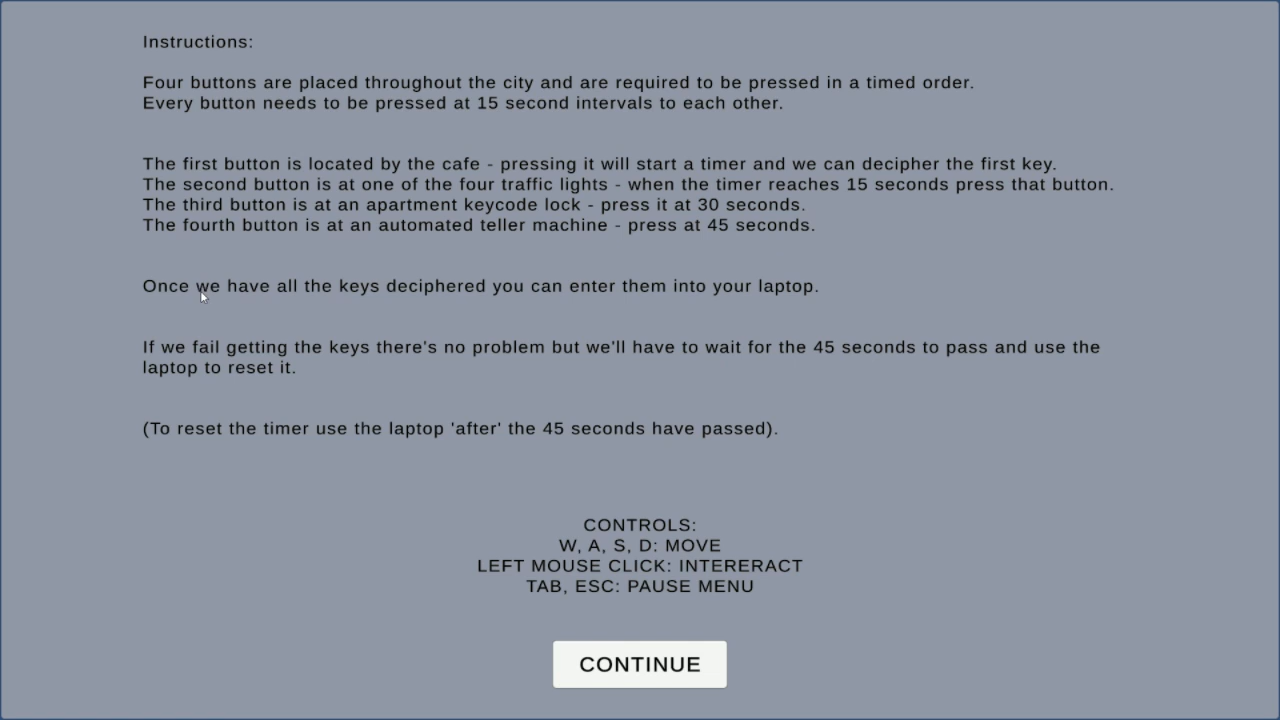 Instructions:
Four buttons are placed throughout the city and are required to be pressed in a timed order.
Every button needs to be pressed at 15 second intervals to each other.
The first button is located by the cafe - pressing it will start a timer and we can decipher the first key.
The second button is at one of the four traffic lights - when the timer reaches 15 seconds press that button.
The third button is at an apartment keycode lock - press it at 30 seconds.
The fourth button is at an automated teller machine - press at 45 seconds.
Once we have all the keys deciphered you can enter them into your laptop.
If we fail getting the keys there's no problem but we'll have to wait for the 45 seconds to pass and use the
laptop to reset it.
(To reset the timer use the laptop 'after' the 45 seconds have passed).
CONTROLS:
W, A, S, D: MOVE
LEFT MOUSE CLICK: INTERERACT
TAB, ESC: PAUSE MENU
CONTINUE